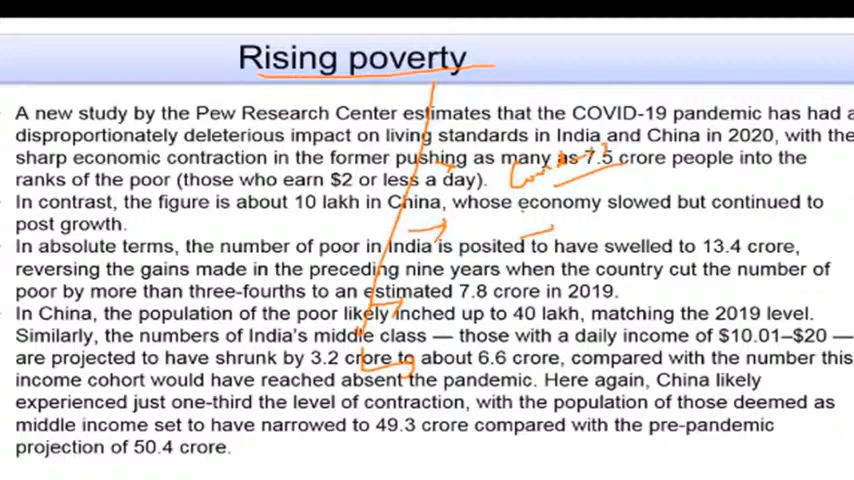 Rising poverty
A new study by the Pew Research Center estimates that the COVID-19 pandemic has had a
disproportionately deleterious impact on living standards in India and China in 2020, with the
sharp economic contraction in the former pushing as many as 7.5 crore people into the
ranks of the poor (those who earn $2 or less a day).
In contrast, the figure is about 10 lakh in China, whose economy slowed but continued to
post growth.
In absolute terms, the number of poor in India is posited to have swelled to 13.4 crore,
reversing the gains made in the preceding nine years when the country cut the number of
poor by more than three-fourths to an estimated 7.8 crore in 2019.
In China, the population of the poor likely inched up to 40 lakh, matching the 2019 level.
Similarly, the numbers of India's middle class — those with a daily income of $10.01–$20 —
are projected to have shrunk by 3.2 crore to about 6.6 crore, compared with the number this
income cohort would have reached absent the pandemic. Here again, China likely
experienced just one-third the level of contraction, with the population of those deemed as
middle income set to have narrowed to 49.3 crore compared with the pre-pandemic
projection of 50.4 crore.